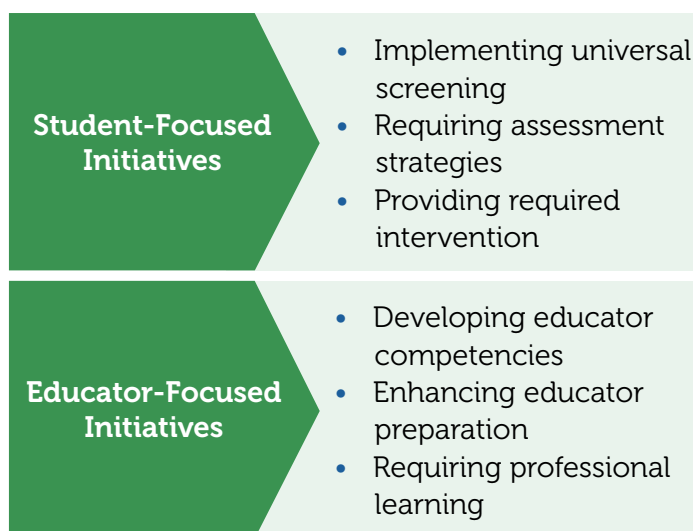 Student-Focused
Initiatives
• Implementing universal
screening
• Requiring assessment
strategies
• Providing required
intervention
Educator-Focused
Initiatives
• Developing educator
competencies
• Enhancing educator
preparation
• Requiring professional
learning